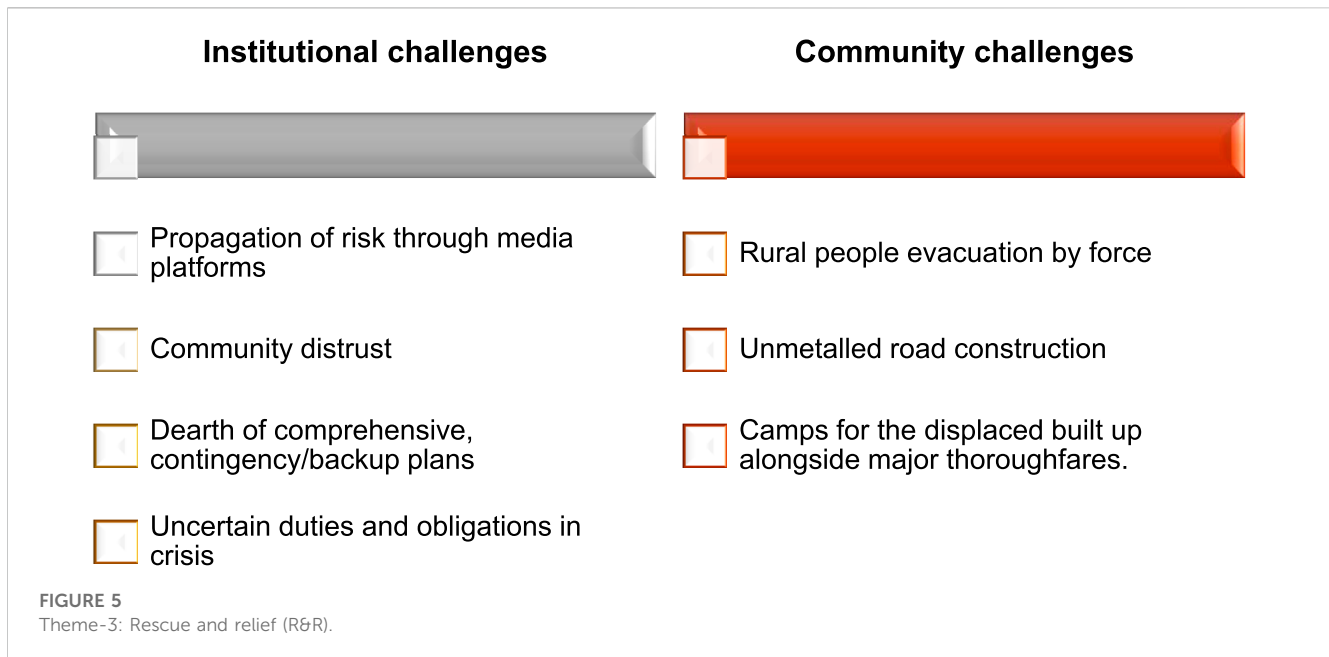 Institutional challenges
Propagation of risk through media
platforms
Community distrust
Dearth of comprehensive,
contingency/backup plans
Uncertain duties and obligations in
crisis
Community challenges
Rural people evacuation by force
Unmetalled road construction
Camps for the displaced built up
alongside major thoroughfares.
FIGURE 5
Theme-3: Rescue and relief (R&R).